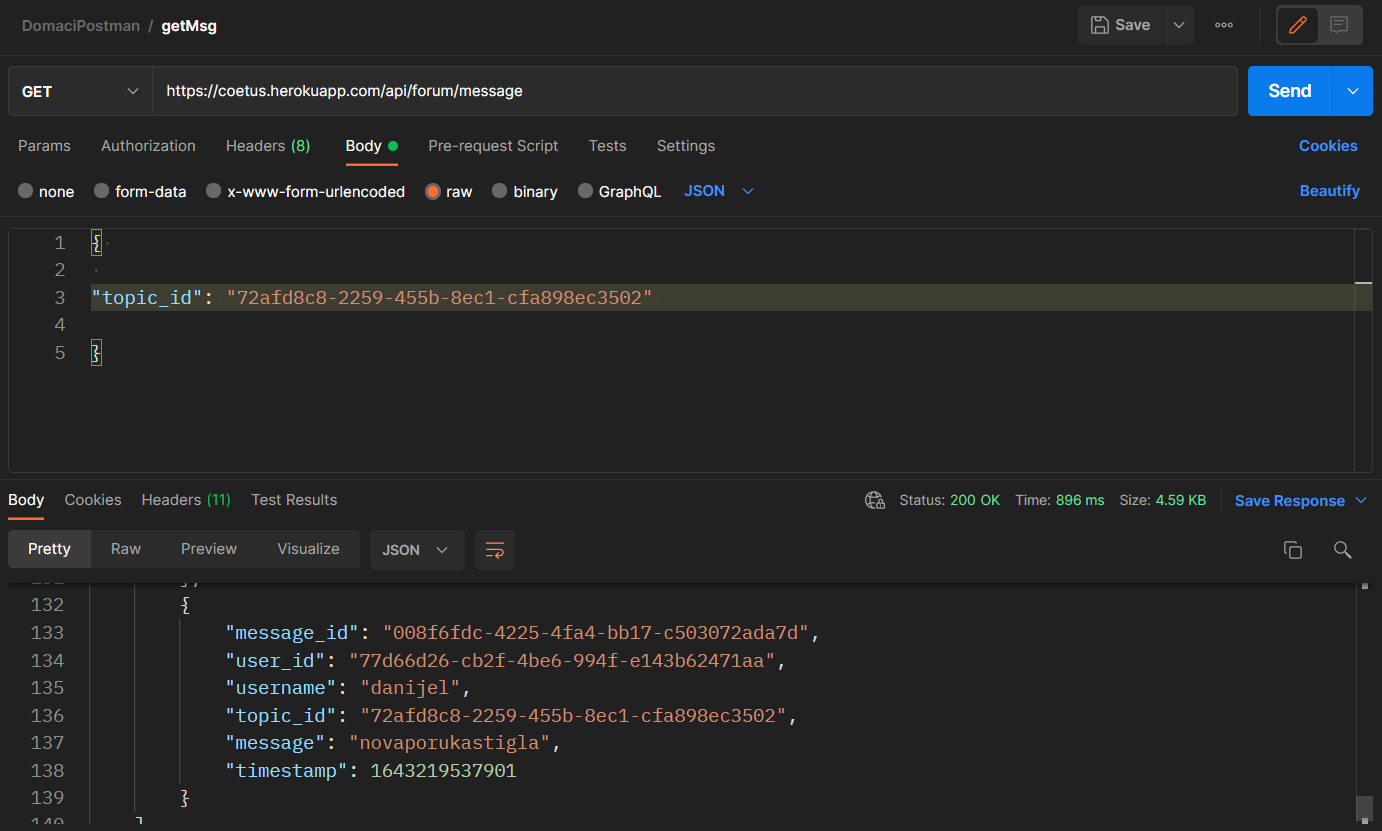 DomaciPostman / getMsg
Save
GET
https://coetus.herokuapp.com/api/forum/message
Send
Params Authorization Headers (8) Body Pre-request Script Tests Settings Cookies
none form-data x-www-form-urlencoded raw binary GraphQL JSON Beautify
1 {
2
3 "topic_id": "72afd8c8-2259-455b-8ec1-cfa898ec3502"
4
5 }
Body Cookies Headers (11) Test Results Status: 200 OK Time: 896 ms Size: 4.59 KB Save Response
Pretty Raw Preview Visualize JSON
132 {
133 "message_id": "008f6fdc-4225-4fa4-bb17-c503072ada7d",
134 "user_id": "77d66d26-cb2f-4be6-994f-e143b62471aa",
135 "username": "danijel",
136 "topic_id": "72afd8c8-2259-455b-8ec1-cfa898ec3502",
137 "message": "novaporukastigla",
138 "timestamp": 1643219537901
139 }
140 ]